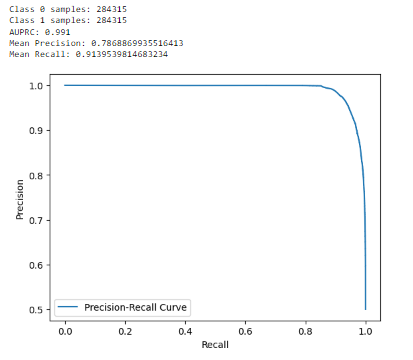 Class 0 samples: 284315
Class 1 samples: 284315
AUPRC: 0.991
Mean Precision: 0.7868869935516413
Mean Recall: 0.9139539814683234
1.0
0.9
0.8
0.7
0.6
0.5
Precision
Precision-Recall Curve
0.0 0.2 0.4 0.6 0.8 1.0
Recall